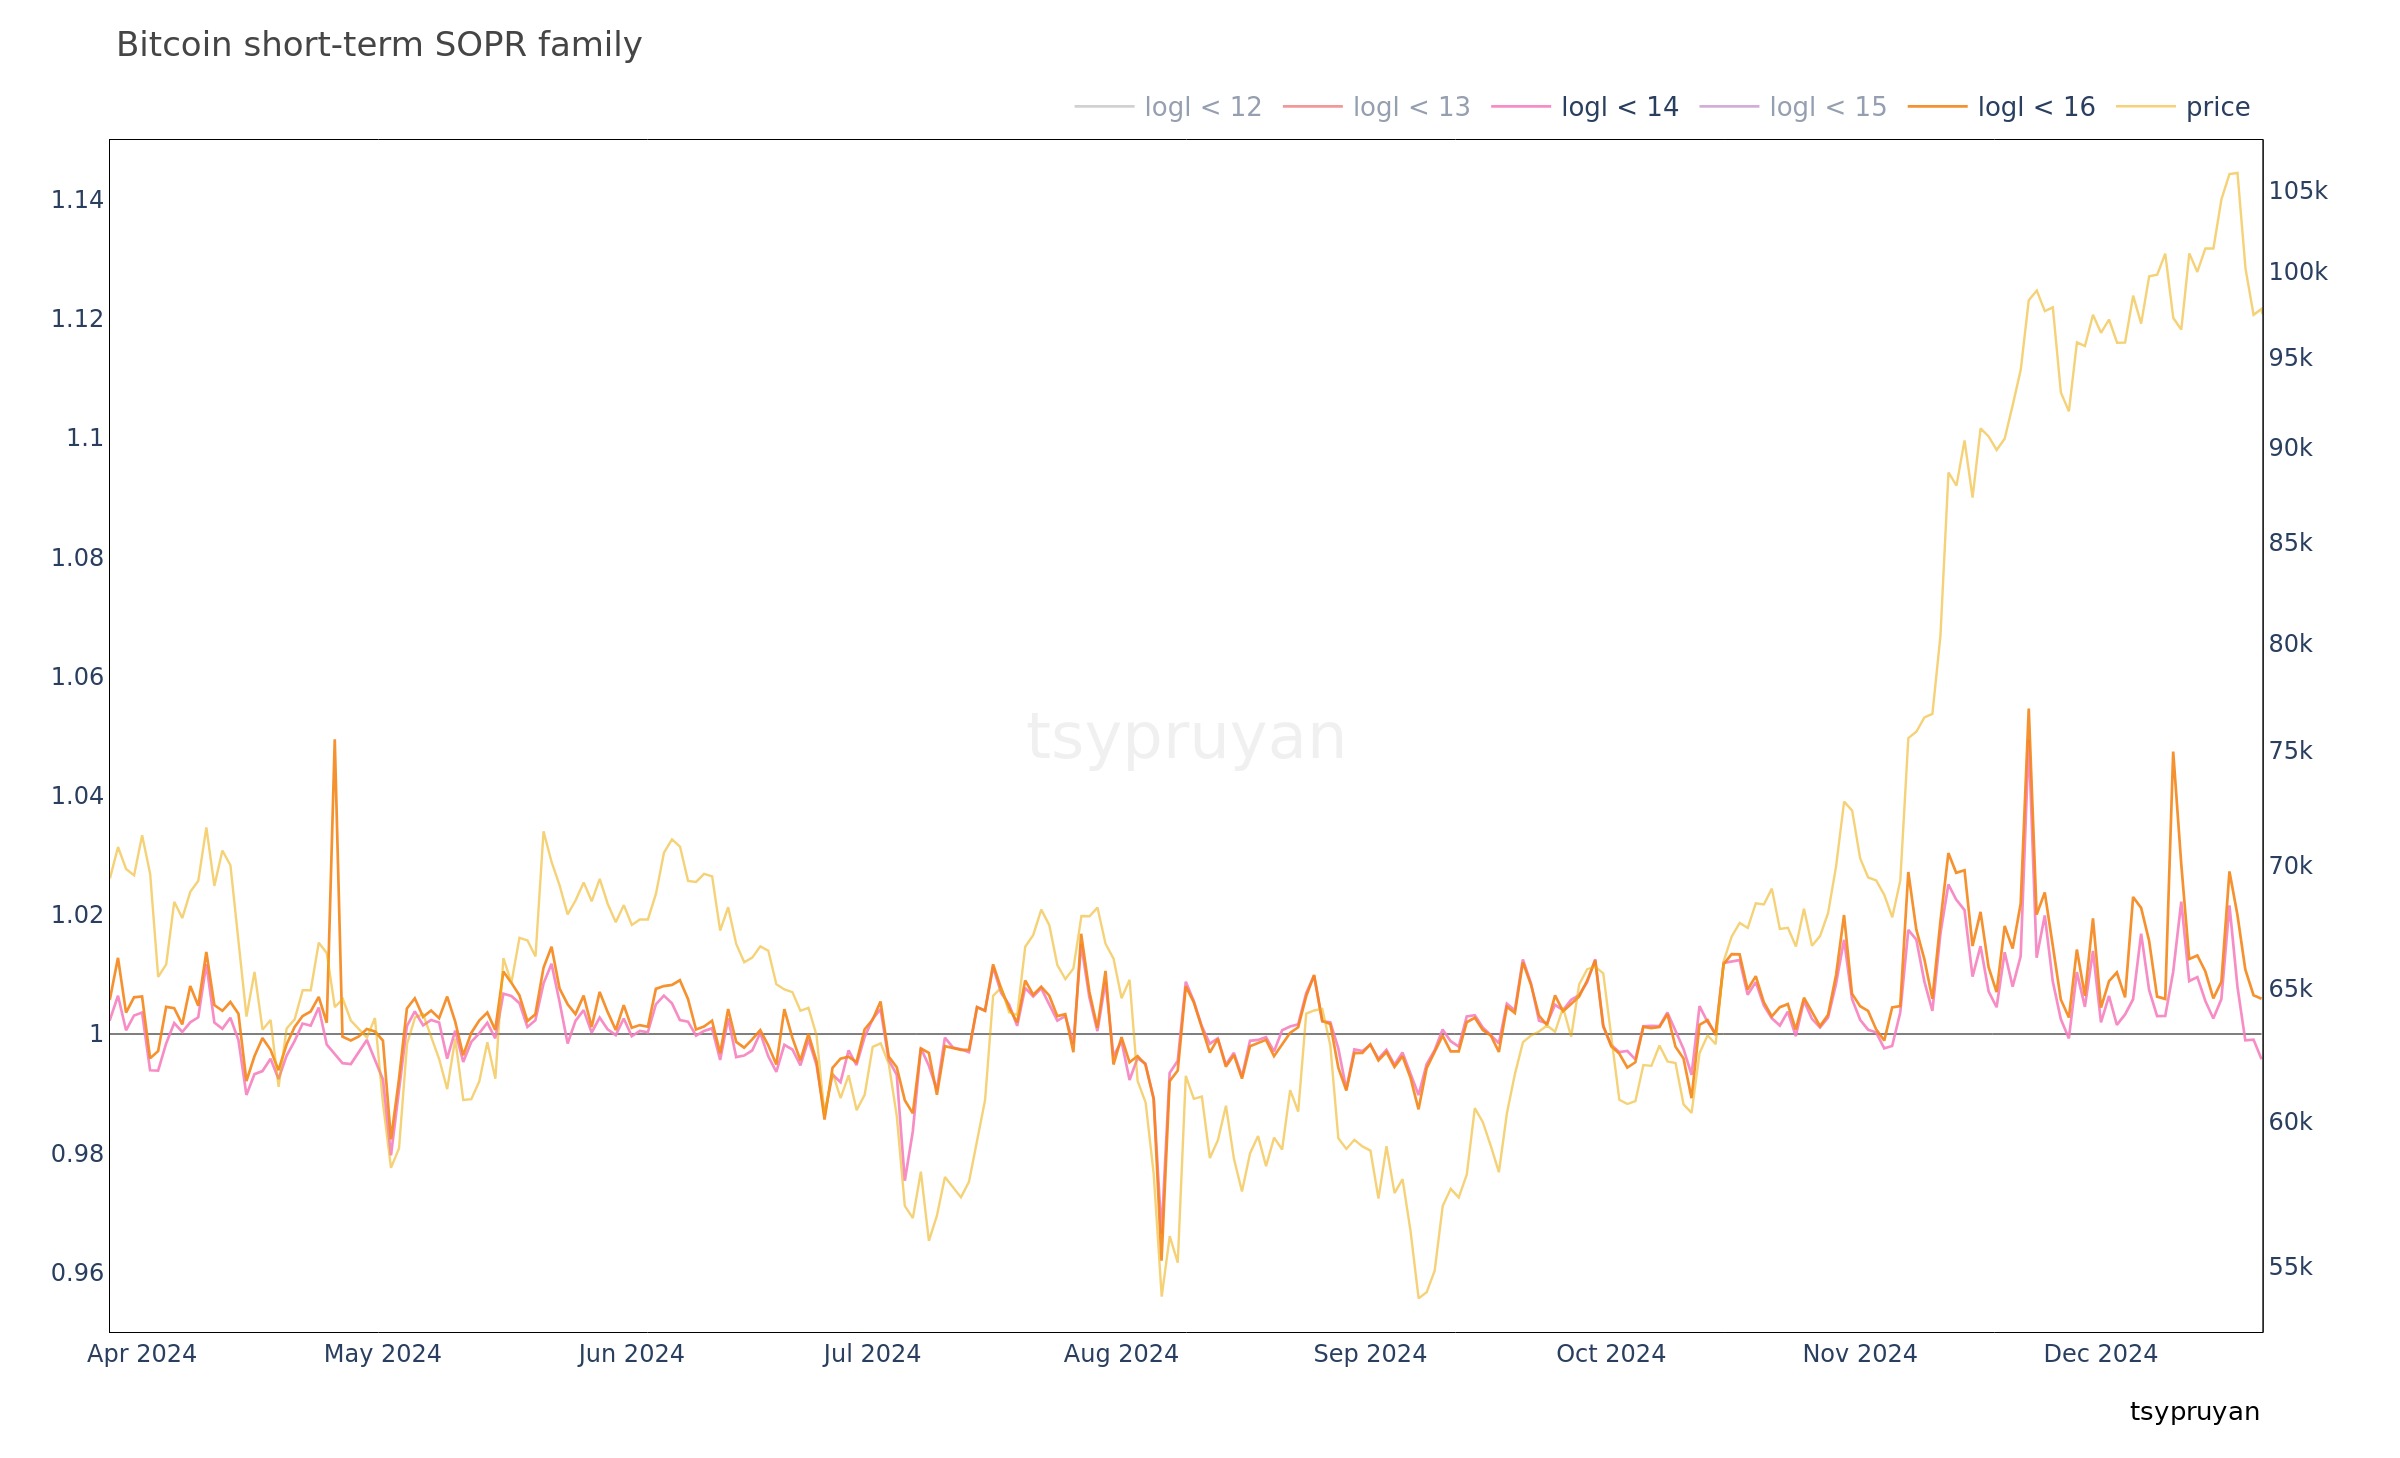 Bitcoin short-term SOPR family
logl < 12 logl < 13 logl < 14 logl < 15 logl < 16 price
1.14
1.12
1.1
1.08
1.06
1.04
1.02
1
0.98
0.96
105k
100k
95k
90k
85k
80k
75k
70k
65k
60k
55k
tsypruyan
Apr 2024 May 2024 Jun 2024 Jul 2024 Aug 2024 Sep 2024 Oct 2024 Nov 2024 Dec 2024
tsypruyan